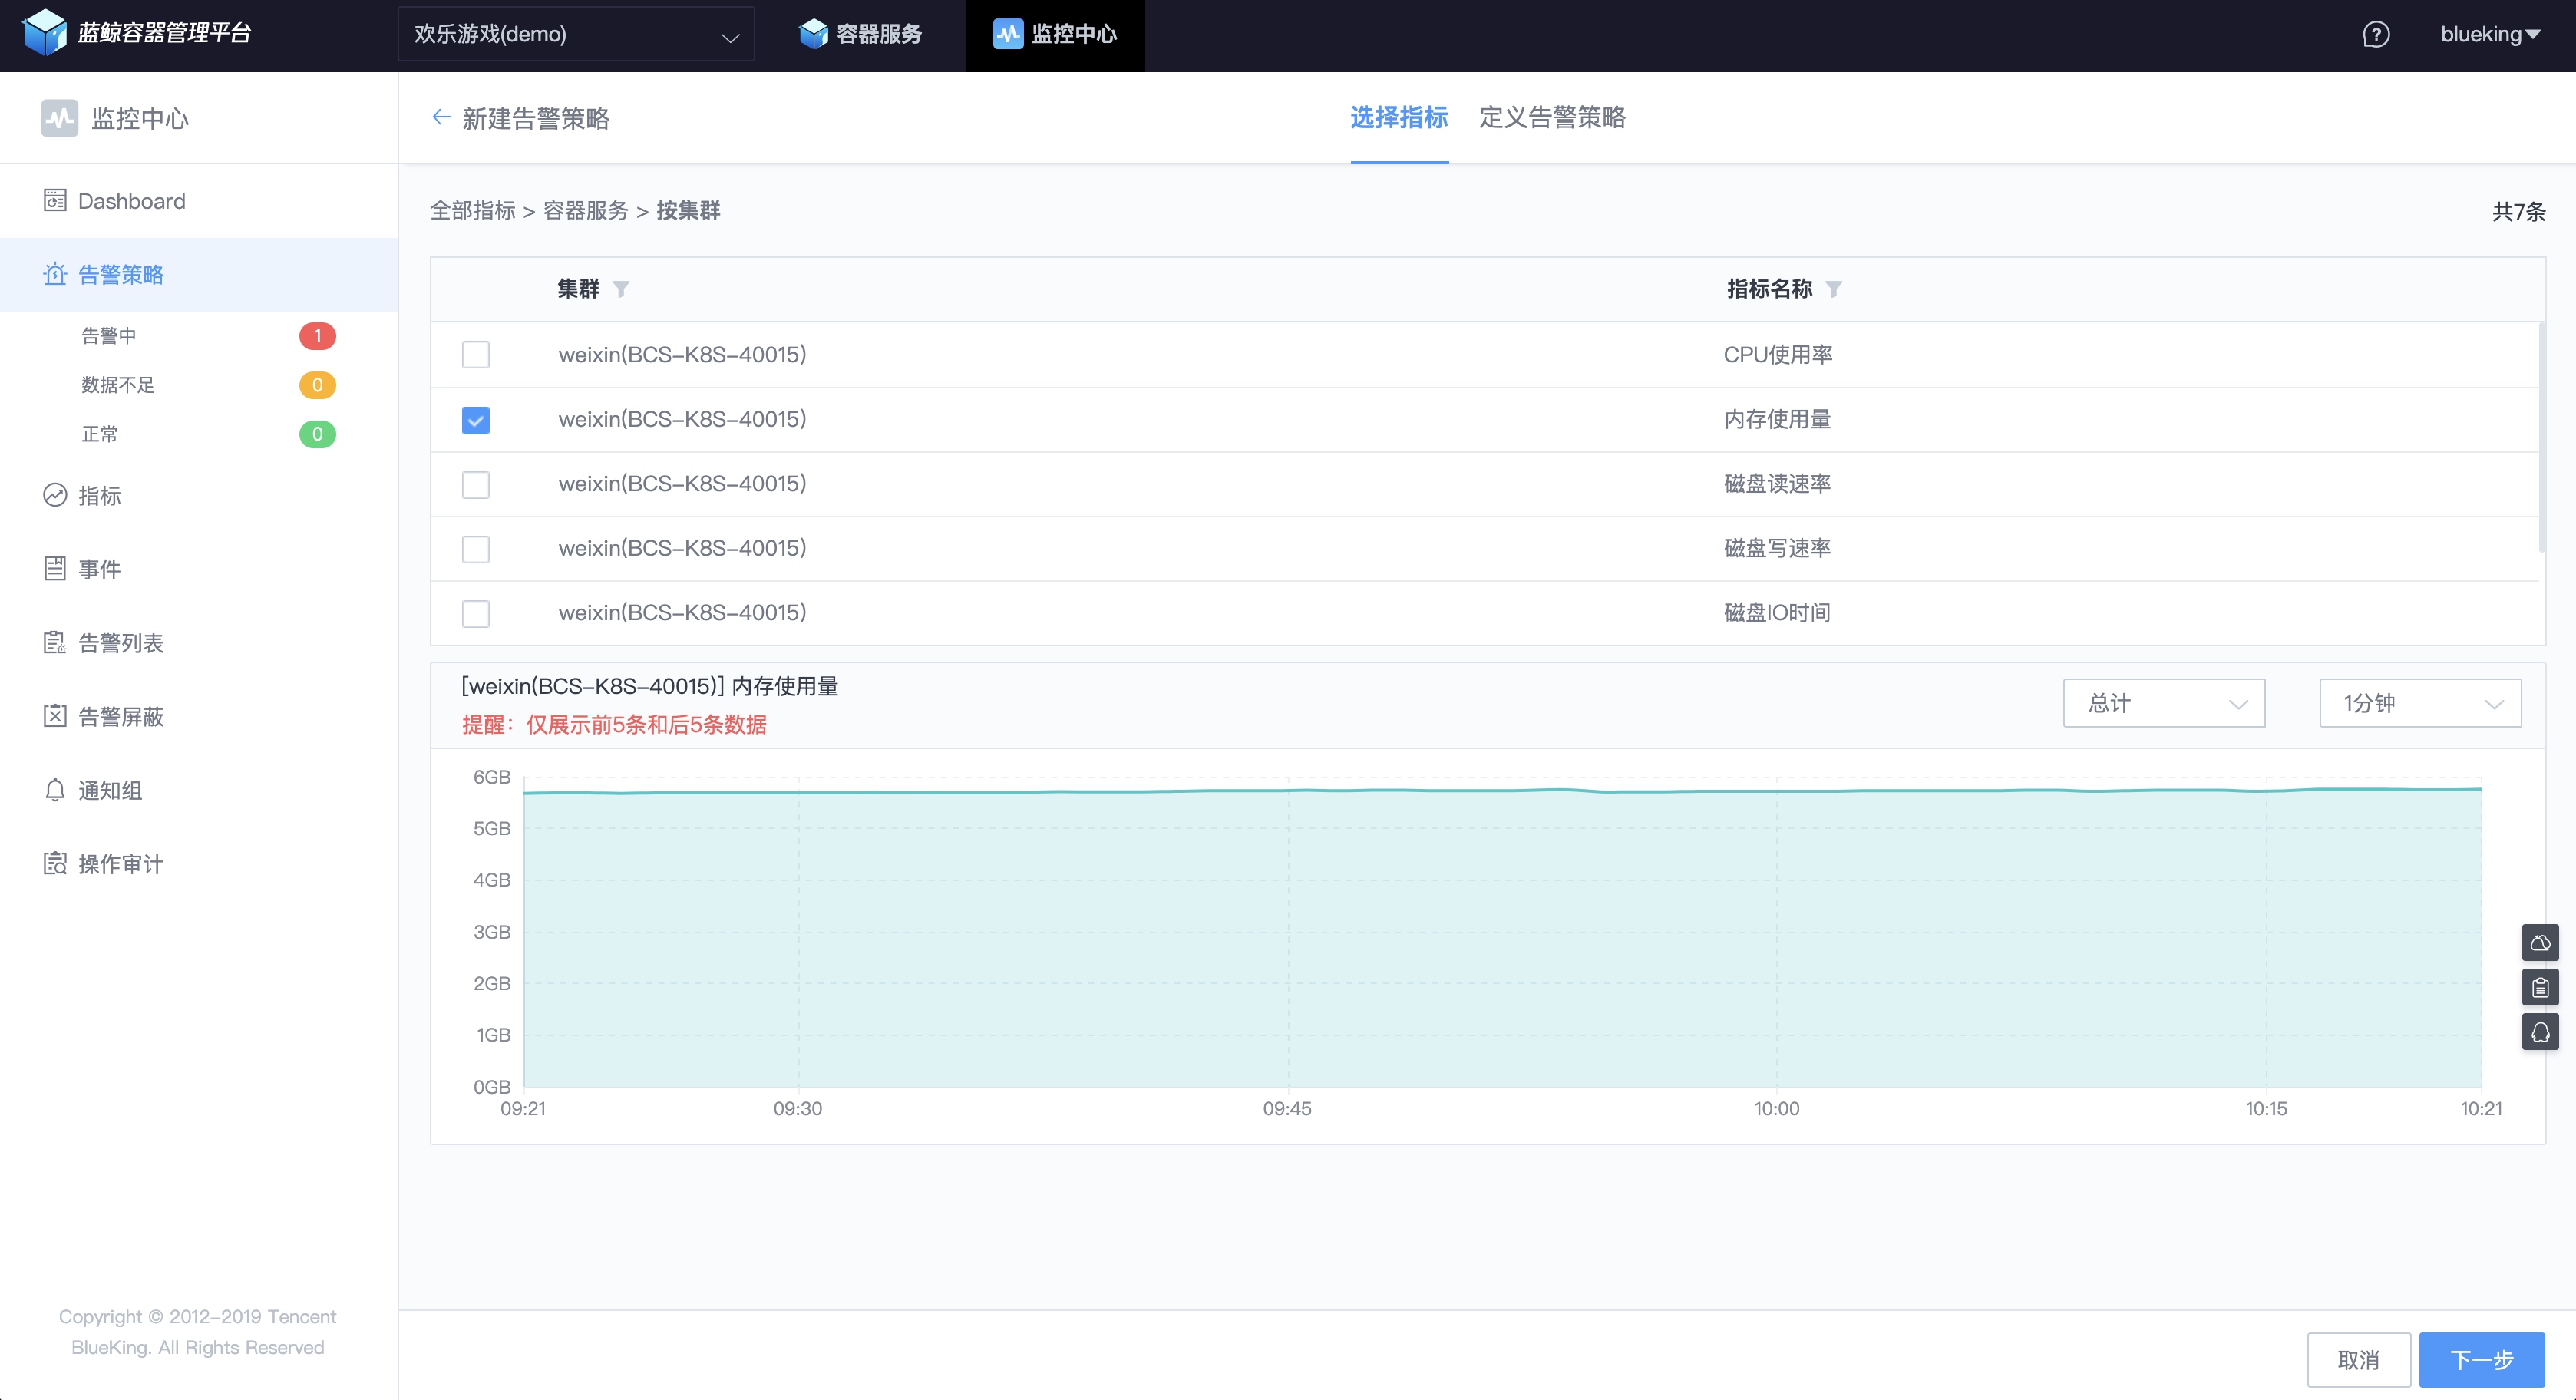 蓝鲸容器管理平台
欢乐游戏(demo)
容器服务
监控中心
blueking
监控中心
新建告警策略
选择指标
定义告警策略
Dashboard
告警策略
告警中 1
数据不足 0
正常 0
指标
事件
告警列表
告警屏蔽
通知组
操作审计
全部指标 > 容器服务 > 按集群
共7条
集群 指标名称
weixin(BCS-K8S-40015) CPU使用率
weixin(BCS-K8S-40015) 内存使用量
weixin(BCS-K8S-40015) 磁盘读速率
weixin(BCS-K8S-40015) 磁盘写速率
weixin(BCS-K8S-40015) 磁盘IO时间
[weixin(BCS-K8S-40015)] 内存使用量
提醒：仅展示前5条和后5条数据
总计
1分钟
6GB
5GB
4GB
3GB
2GB
1GB
0GB
09:21 09:30 09:45 10:00 10:15 10:21
Copyright © 2012-2019 Tencent
BlueKing. All Rights Reserved
取消
下一步